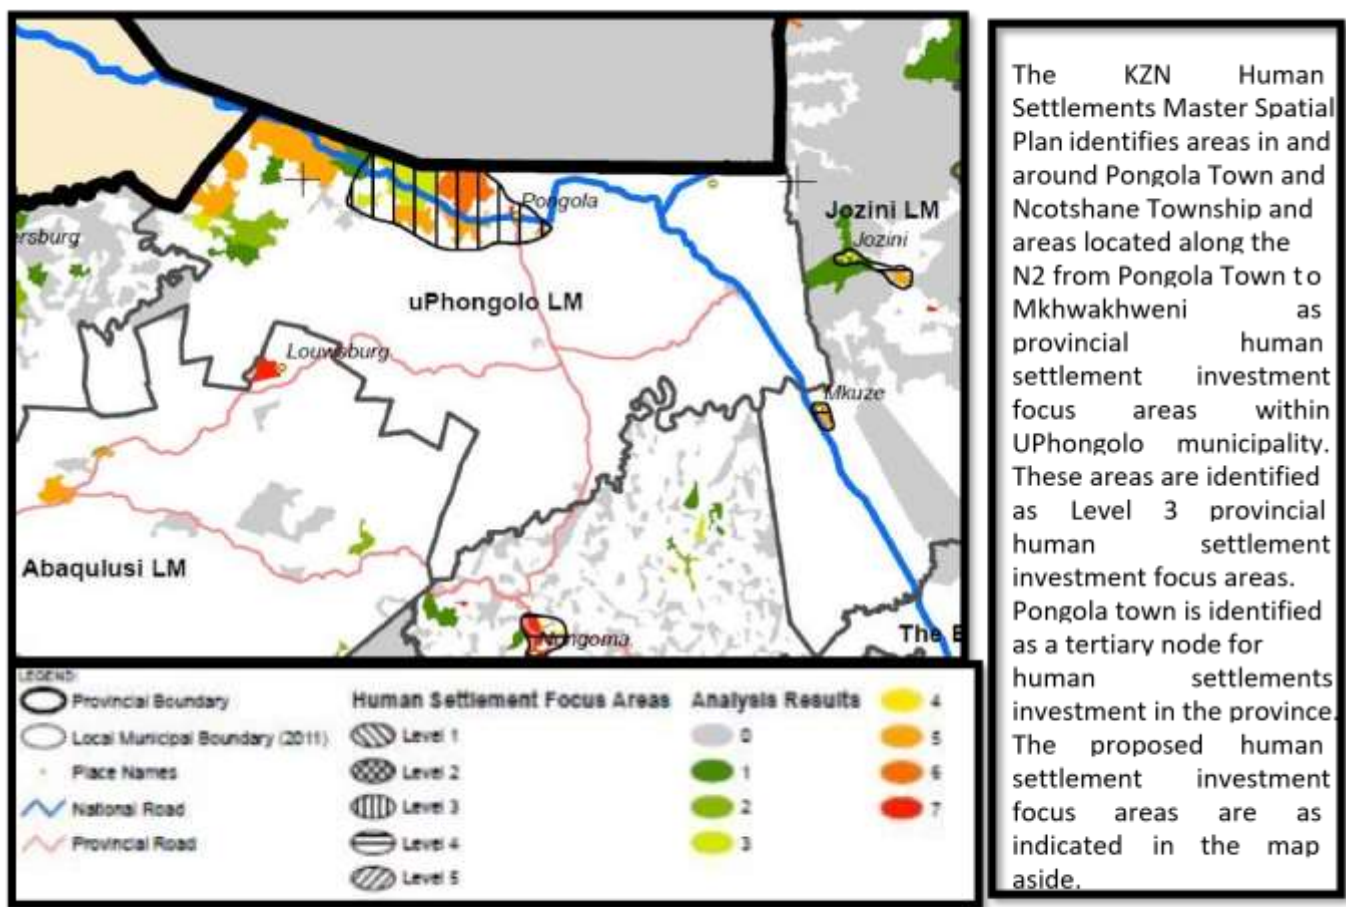 Pongola
Jozini LM
Jozini
ersburg
uPhongolo LM
Louwsburg
Mkuze
Abaqulusi LM
Nongoma
The E
LEGEND:
Provincial Boundary
Local Municipal Boundary (2011)
Place Names
National Road
Provincial Road
Human Settlement Focus Areas
Level 1
Level 2
Level 3
Level 4
Level 5
Analysis Results
0
1
2
3
4
5
6
7
The KZN Human
Settlements Master Spatial
Plan identifies areas in and
around Pongola Town and
Ncotshane Township and
areas located along the
N2 from Pongola Town to
Mkhwakhweni as
provincial human
settlement investment
focus areas within
UPhongolo municipality.
These areas are identified
as Level 3 provincial
human settlement
investment focus areas.
Pongola town is identified
as a tertiary node for
human settlements
investment in the province.
The proposed human
settlement investment
focus areas are as
indicated in the map
aside.